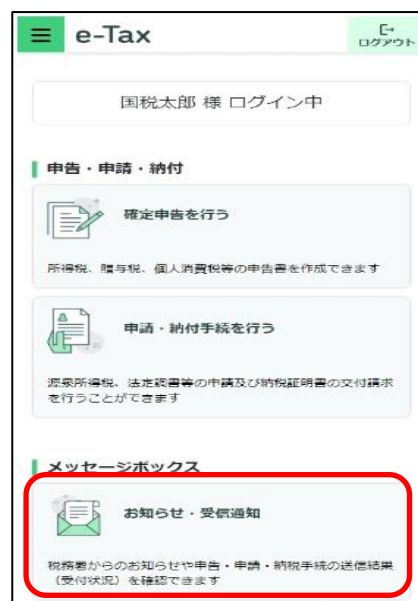 e-Tax
ログアウト
国税太郎 様 ログイン中
申告・申請・納付
確定申告を行う
所得税、贈与税、個人消費税等の申告書を作成できます
申請・納付手続を行う
源泉所得税、法定調書等の申請及び納税証明書の交付請求
を行うことができます
メッセージボックス
お知らせ・受信通知
税務署からのお知らせや申告・申請・納税手続の送信結果
（受付状況）を確認できます